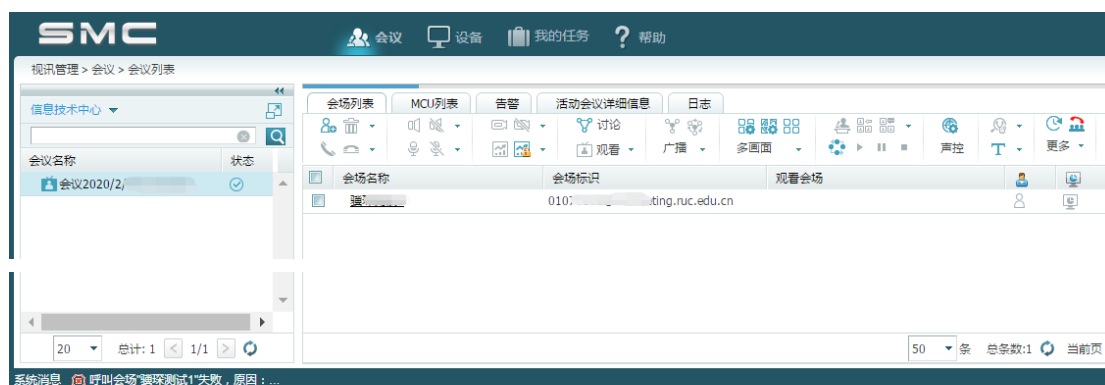 SMC
会议 设备 我的任务 ? 帮助
视讯管理 > 会议 > 会议列表
信息技术中心
会议名称 状态
会议2020/2/
20 总计: 1 1/1
会场列表 MCU列表 告警 活动会议详细信息 日志
讨论
观看 广播 多画面 声控 T 更多
会场名称 会场标识 观看会场
010 ting.ruc.edu.cn
50 条 总条数:1 当前页
系统消息 呼叫会场"骥琛测试1"失败，原因：...